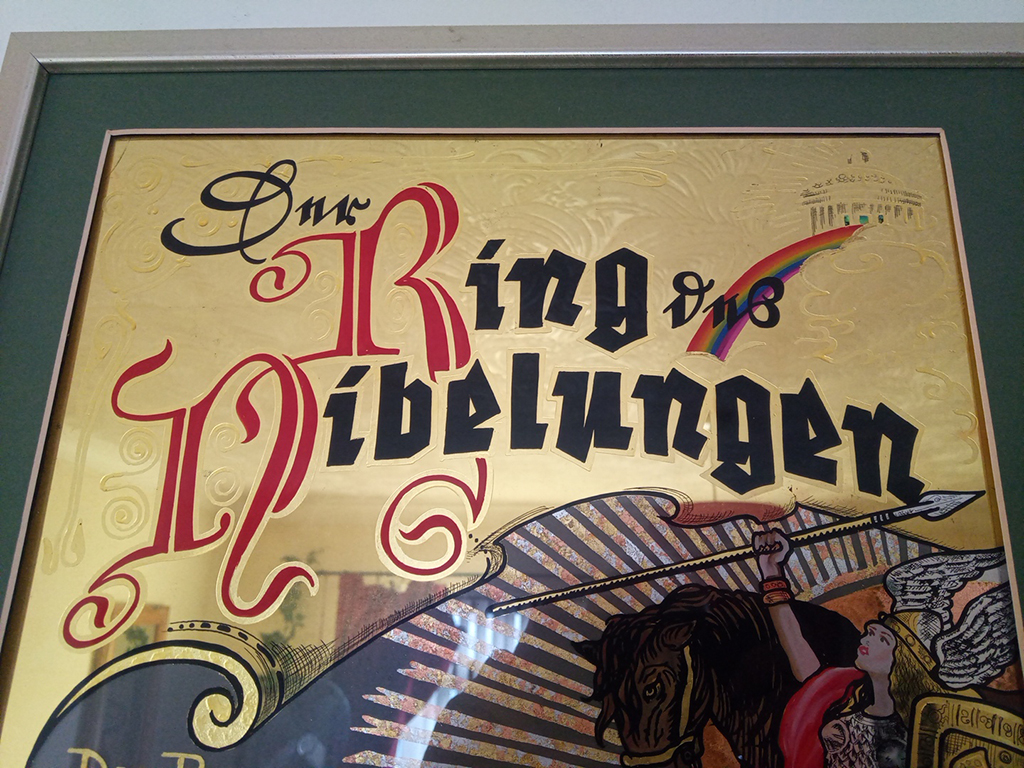 Der
Ring des
Nibelungen